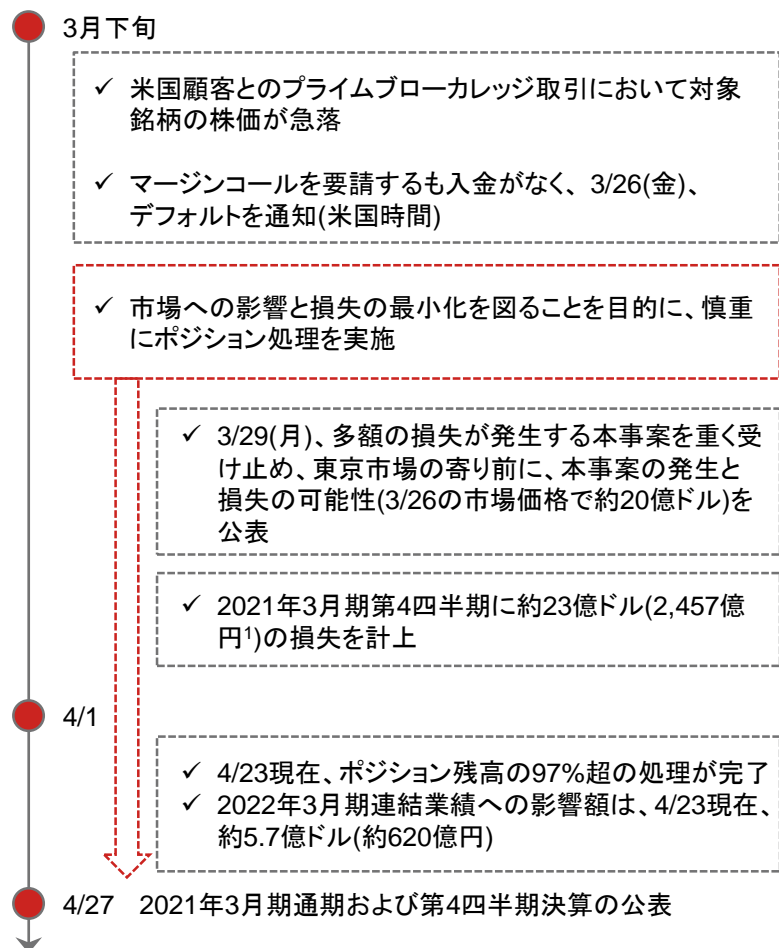 3月下旬
✓ 米国顧客とのプライムブローカレッジ取引において対象
銘柄の株価が急落
✓ マージンコールを要請するも入金がなく、3/26(金)、
デフォルトを通知(米国時間)
✓ 市場への影響と損失の最小化を図ることを目的に、慎重
にポジション処理を実施
✓ 3/29(月)、多額の損失が発生する本事案を重く受
け止め、東京市場の寄り前に、本事案の発生と
損失の可能性(3/26の市場価格で約20億ドル)を
公表
✓ 2021年3月期第4四半期に約23億ドル(2,457億
円¹)の損失を計上
4/1
✓ 4/23現在、ポジション残高の97%超の処理が完了
✓ 2022年3月期連結業績への影響額は、4/23現在、
約5.7億ドル(約620億円)
4/27 2021年3月期通期および第4四半期決算の公表